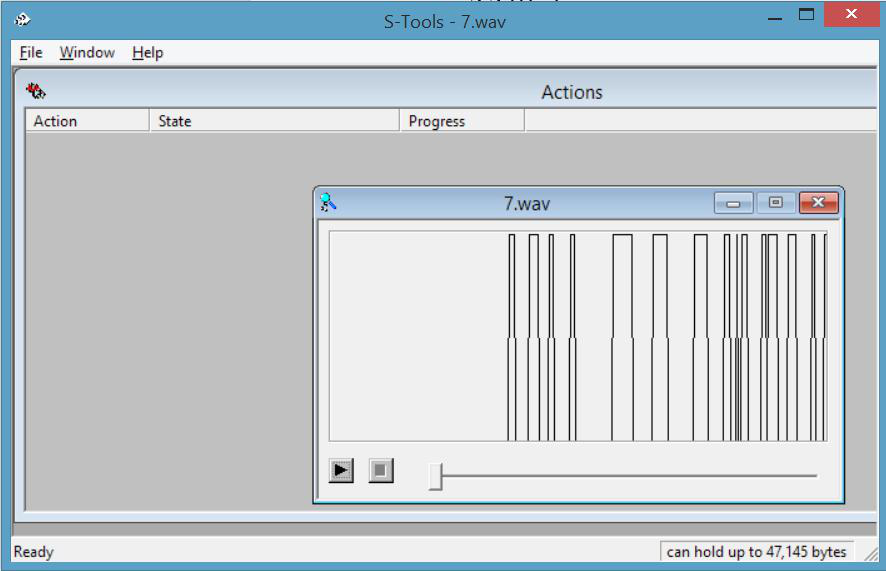 S-Tools - 7.wav
File Window Help
Actions
Action State Progress
7.wav
Ready can hold up to 47,145 bytes